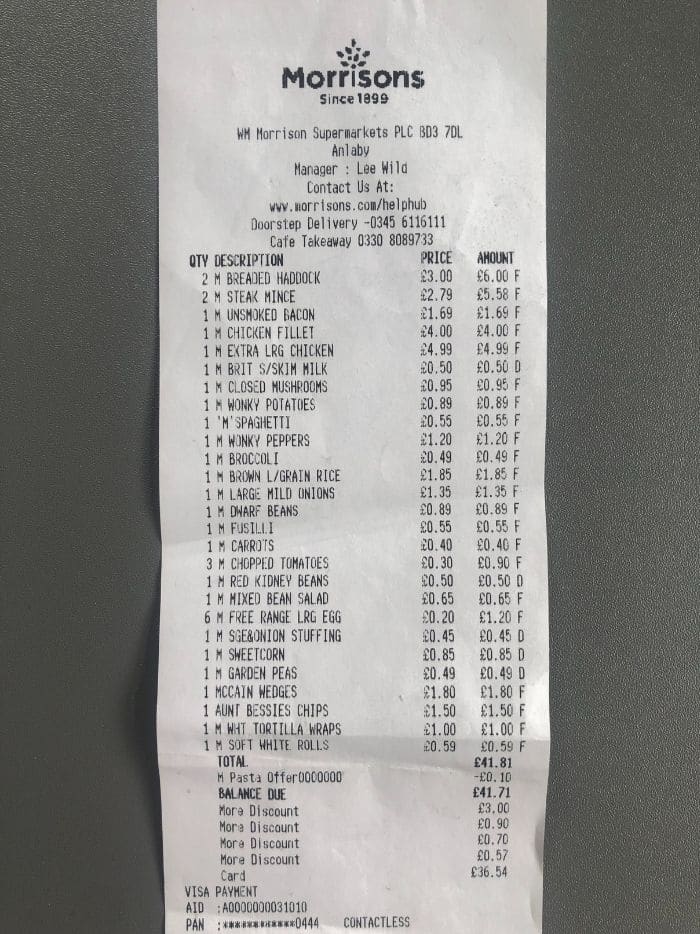 Morrisons
Since 1899
WM Morrison Supermarkets PLC BD3 7DL
Anlaby
Manager : Lee Wild
Contact Us At:
www.morrisons.com/helphub
Doorstep Delivery -0345 6116111
Cafe Takeaway 0330 8089733
QTY DESCRIPTION PRICE AMOUNT
2 M BREADED HADDOCK £3.00 £6.00 F
2 M STEAK MINCE £2.79 £5.58 F
1 M UNSMOKED BACON £1.69 £1.69 F
1 M CHICKEN FILLET £4.00 £4.00 F
1 M EXTRA LRG CHICKEN £4.99 £4.99 F
1 M BRIT S/SKIM MILK £0.50 £0.50 D
1 M CLOSED MUSHROOMS £0.95 £0.95 F
1 M WONKY POTATOES £0.89 £0.89 F
1 'M'SPAGHETTI £0.55 £0.55 F
1 M WONKY PEPPERS £1.20 £1.20 F
1 M BROCCOLI £0.49 £0.49 F
1 M BROWN L/GRAIN RICE £1.85 £1.85 F
1 M LARGE MILD ONIONS £1.35 £1.35 F
1 M DWARF BEANS £0.89 £0.89 F
1 M FUSILLI £0.55 £0.55 F
1 M CARROTS £0.40 £0.40 F
3 M CHOPPED TOMATOES £0.30 £0.90 F
1 M RED KIDNEY BEANS £0.50 £0.50 D
1 M MIXED BEAN SALAD £0.65 £0.65 F
6 M FREE RANGE LRG EGG £0.20 £1.20 F
1 M SGE&ONION STUFFING £0.45 £0.45 D
1 M SWEETCORN £0.85 £0.85 D
1 M GARDEN PEAS £0.49 £0.49 D
1 MCCAIN WEDGES £1.80 £1.80 F
1 AUNT BESSIES CHIPS £1.50 £1.50 F
1 M WHT TORTILLA WRAPS £1.00 £1.00 F
1 M SOFT WHITE ROLLS £0.59 £0.59 F
TOTAL £41.81
M Pasta Offer0000000 -£0.10
BALANCE DUE £41.71
More Discount £3.00
More Discount £0.90
More Discount £0.70
More Discount £0.57
Card £36.54
VISA PAYMENT
AID :A0000000031010
PAN :************0444 CONTACTLESS